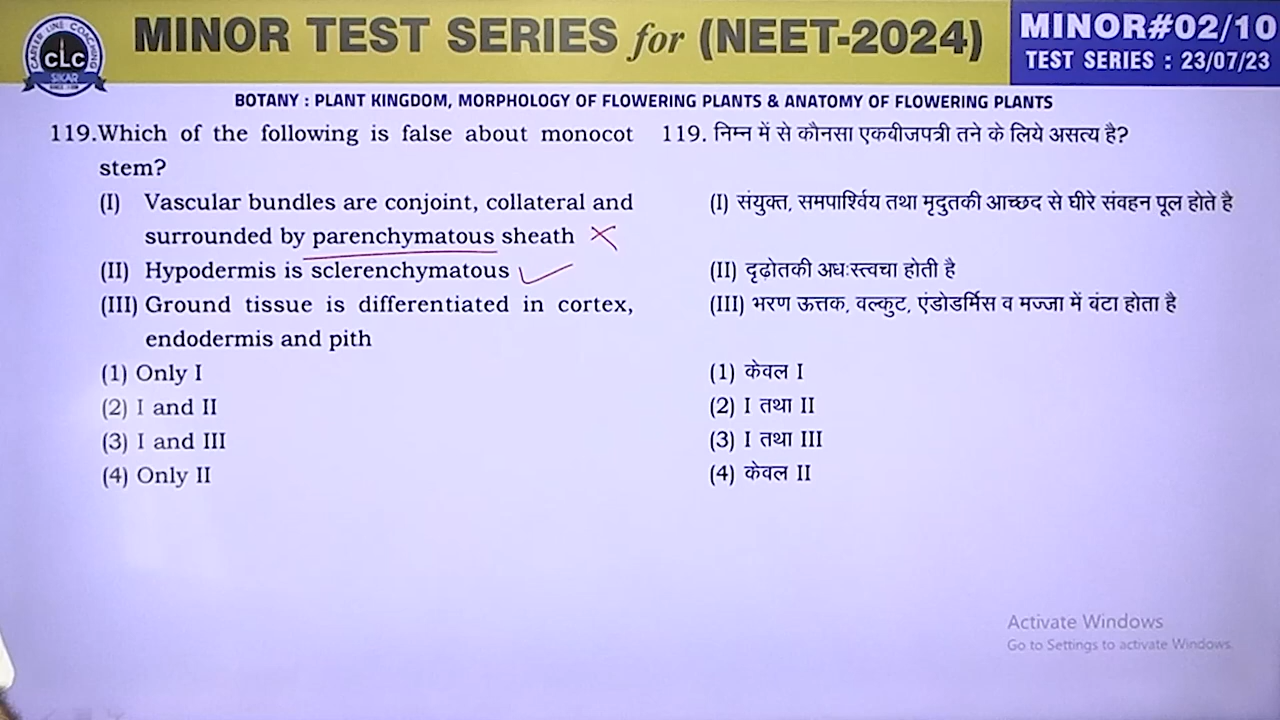 CAREER LINE COACHING
CLC
SIKAR
MINOR TEST SERIES for (NEET-2024)
MINOR#02/10
TEST SERIES : 23/07/23
BOTANY : PLANT KINGDOM, MORPHOLOGY OF FLOWERING PLANTS & ANATOMY OF FLOWERING PLANTS
119.Which of the following is false about monocot
stem?
(I) Vascular bundles are conjoint, collateral and
surrounded by parenchymatous sheath
(II) Hypodermis is sclerenchymatous
(III) Ground tissue is differentiated in cortex,
endodermis and pith
(1) Only I
(2) I and II
(3) I and III
(4) Only II
119. निम्न में से कौनसा एकबीजपत्री तने के लिये असत्य है?
(I) संयुक्त, समपार्श्विय तथा मृदुतकी आच्छद से घीरे संवहन पूल होते है
(II) दृढ़ोतकी अधःस्त्वचा होती है
(III) भरण ऊत्तक, वल्कुट, एंडोडर्मिस व मज्जा में बंटा होता है
(1) केवल I
(2) I तथा II
(3) I तथा III
(4) केवल II
Activate Windows
Go to Settings to activate Windows.